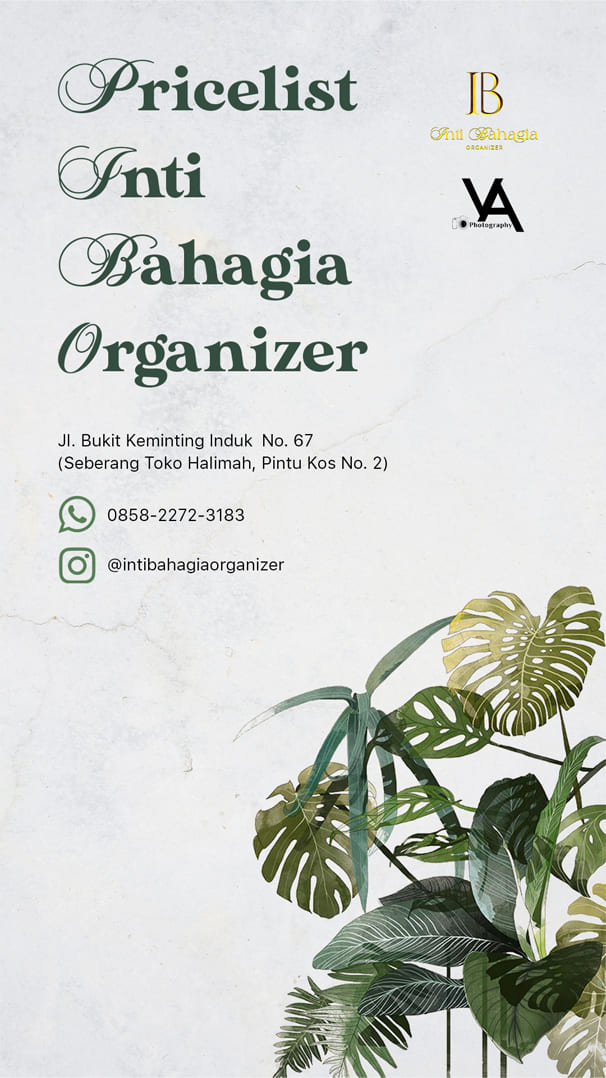 Pricelist
Inti
Bahagia
Organizer
IB
Inti Bahagia
ORGANIZER
VA
Photography
Jl. Bukit Keminting Induk No. 67
(Seberang Toko Halimah, Pintu Kos No. 2)
0858-2272-3183
@intibahagiaorganizer